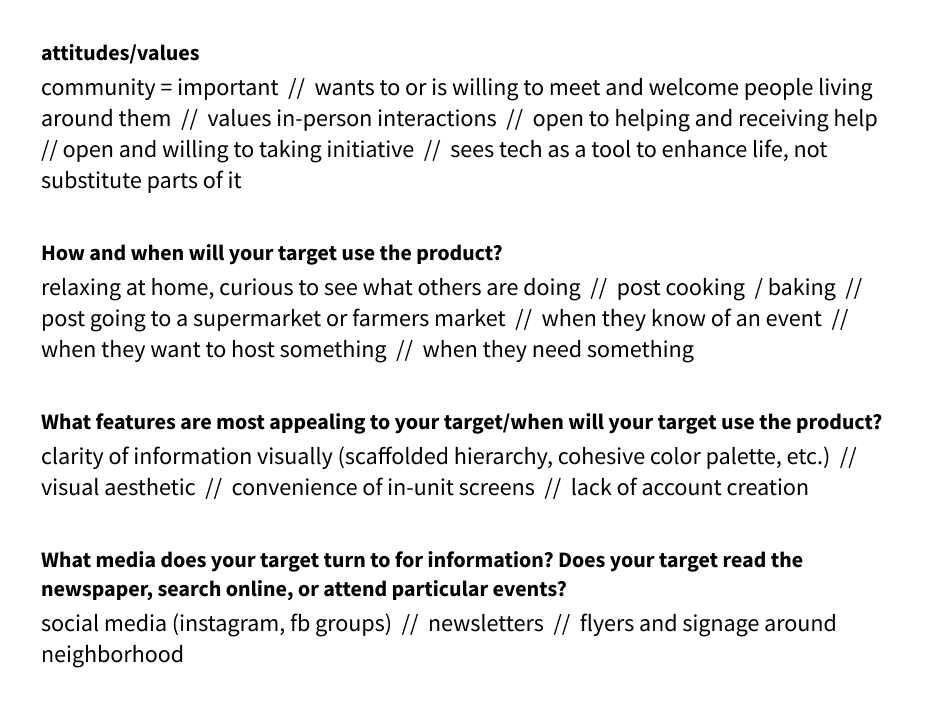 attitudes/values
community = important // wants to or is willing to meet and welcome people living
around them // values in-person interactions // open to helping and receiving help
// open and willing to taking initiative // sees tech as a tool to enhance life, not
substitute parts of it
How and when will your target use the product?
relaxing at home, curious to see what others are doing // post cooking / baking //
post going to a supermarket or farmers market // when they know of an event //
when they want to host something // when they need something
What features are most appealing to your target/when will your target use the product?
clarity of information visually (scaffolded hierarchy, cohesive color palette, etc.) //
visual aesthetic // convenience of in-unit screens // lack of account creation
What media does your target turn to for information? Does your target read the
newspaper, search online, or attend particular events?
social media (instagram, fb groups) // newsletters // flyers and signage around
neighborhood